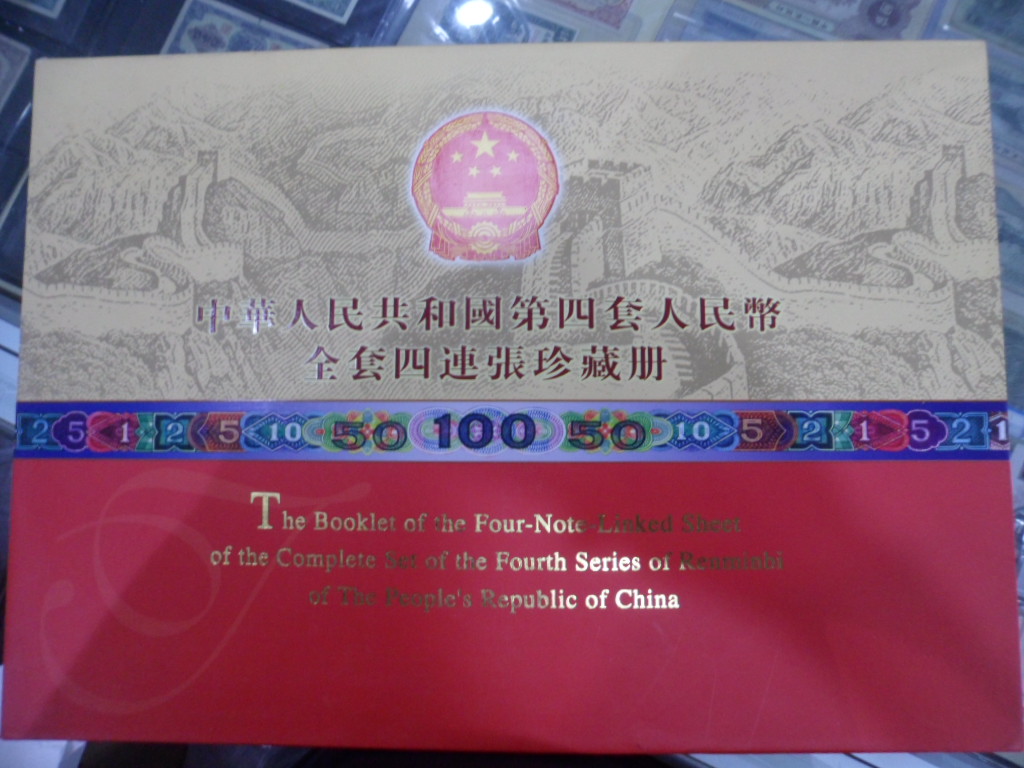 中華人民共和國第四套人民幣
全套四連張珍藏册
2 5 1 2 5 10 50 100 50 10 5 2 1 5 2 1
The Booklet of the Four-Note-Linked Sheet
of the Complete Set of the Fourth Series of Renminbi
of The People's Republic of China